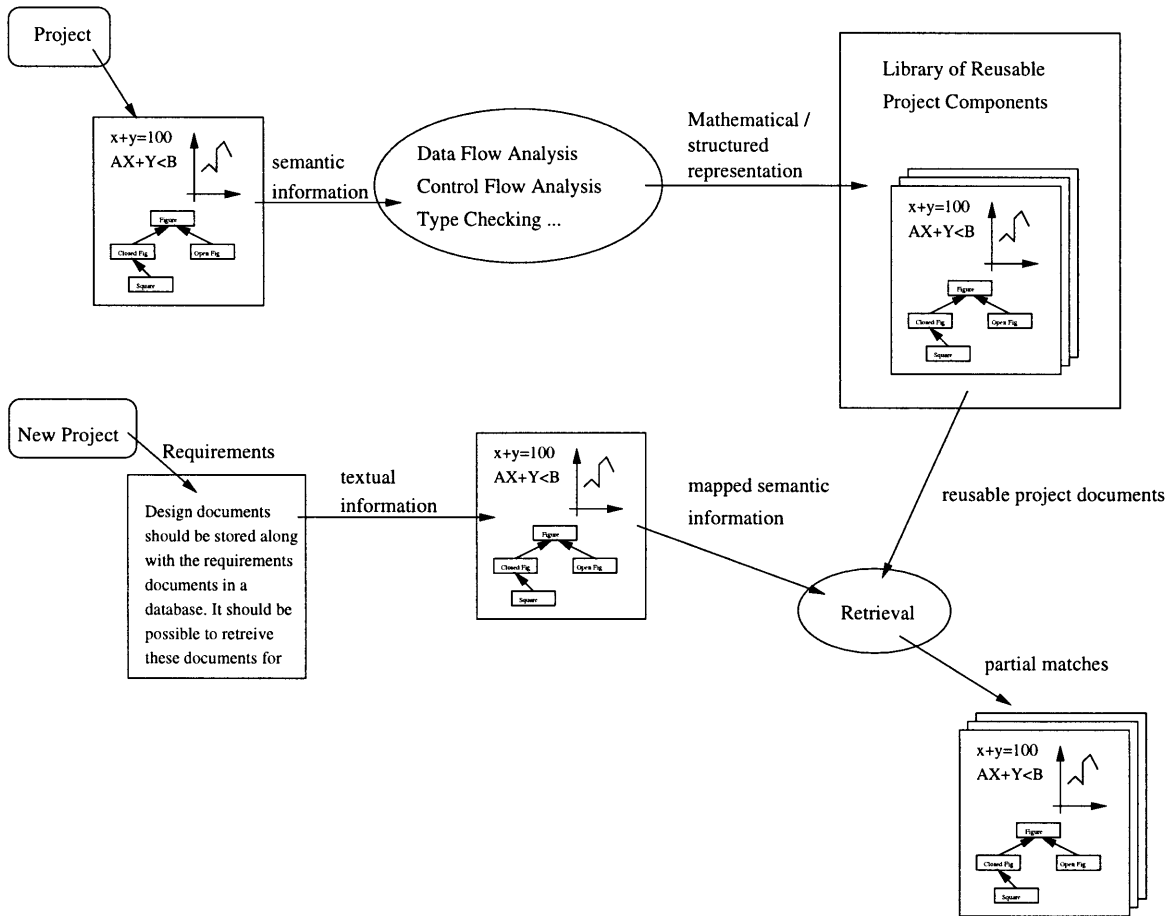 Project
x+y=100
AX+Y<B
Figure
Closed Fig
Open Fig
Square
semantic
information
Data Flow Analysis
Control Flow Analysis
Type Checking ...
Mathematical /
structured
representation
Library of Reusable
Project Components
x+y=100
AX+Y<B
Figure
Closed Fig
Open Fig
Square
New Project
Requirements
Design documents
should be stored along
with the requirements
documents in a
database. It should be
possible to retreive
these documents for
textual
information
x+y=100
AX+Y<B
Figure
Closed Fig
Open Fig
Square
mapped semantic
information
reusable project documents
Retrieval
partial matches
x+y=100
AX+Y<B
Figure
Closed Fig
Open Fig
Square